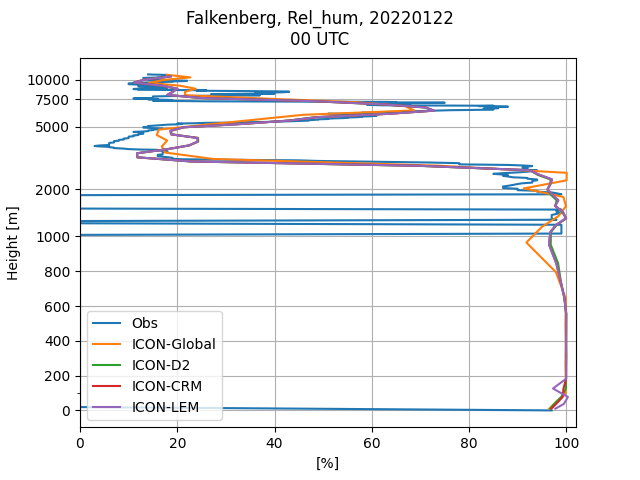 Falkenberg, Rel_hum, 20220122
00 UTC
10000
7500
5000
2000
1000
800
600
400
200
0
Height [m]
Obs
ICON-Global
ICON-D2
ICON-CRM
ICON-LEM
0
20
40
60
80
100
[%]